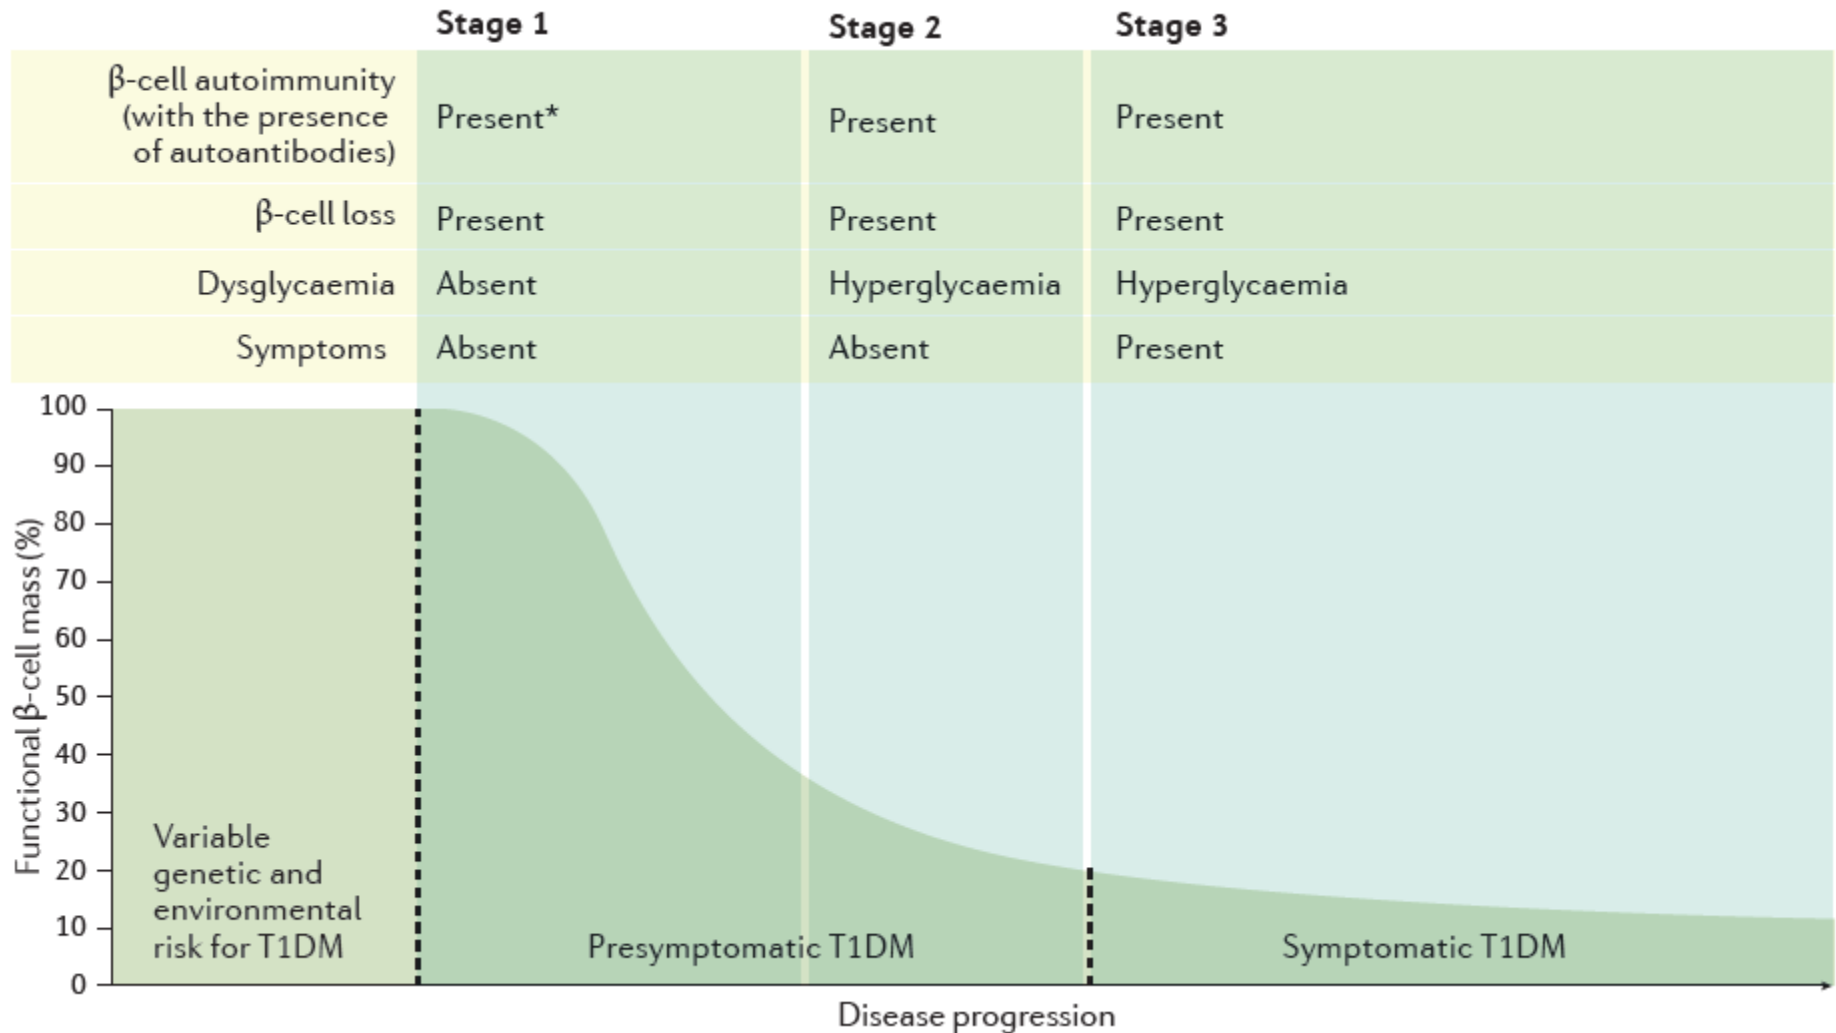 Stage 1 Stage 2 Stage 3
β-cell autoimmunity
(with the presence
of autoantibodies)
Present* Present Present
β-cell loss Present Present Present
Dysglycaemia Absent Hyperglycaemia Hyperglycaemia
Symptoms Absent Absent Present
Functional β-cell mass (%)
100
90
80
70
60
50
40
30
20
10
0
Variable
genetic and
environmental
risk for T1DM
Presymptomatic T1DM
Symptomatic T1DM
Disease progression